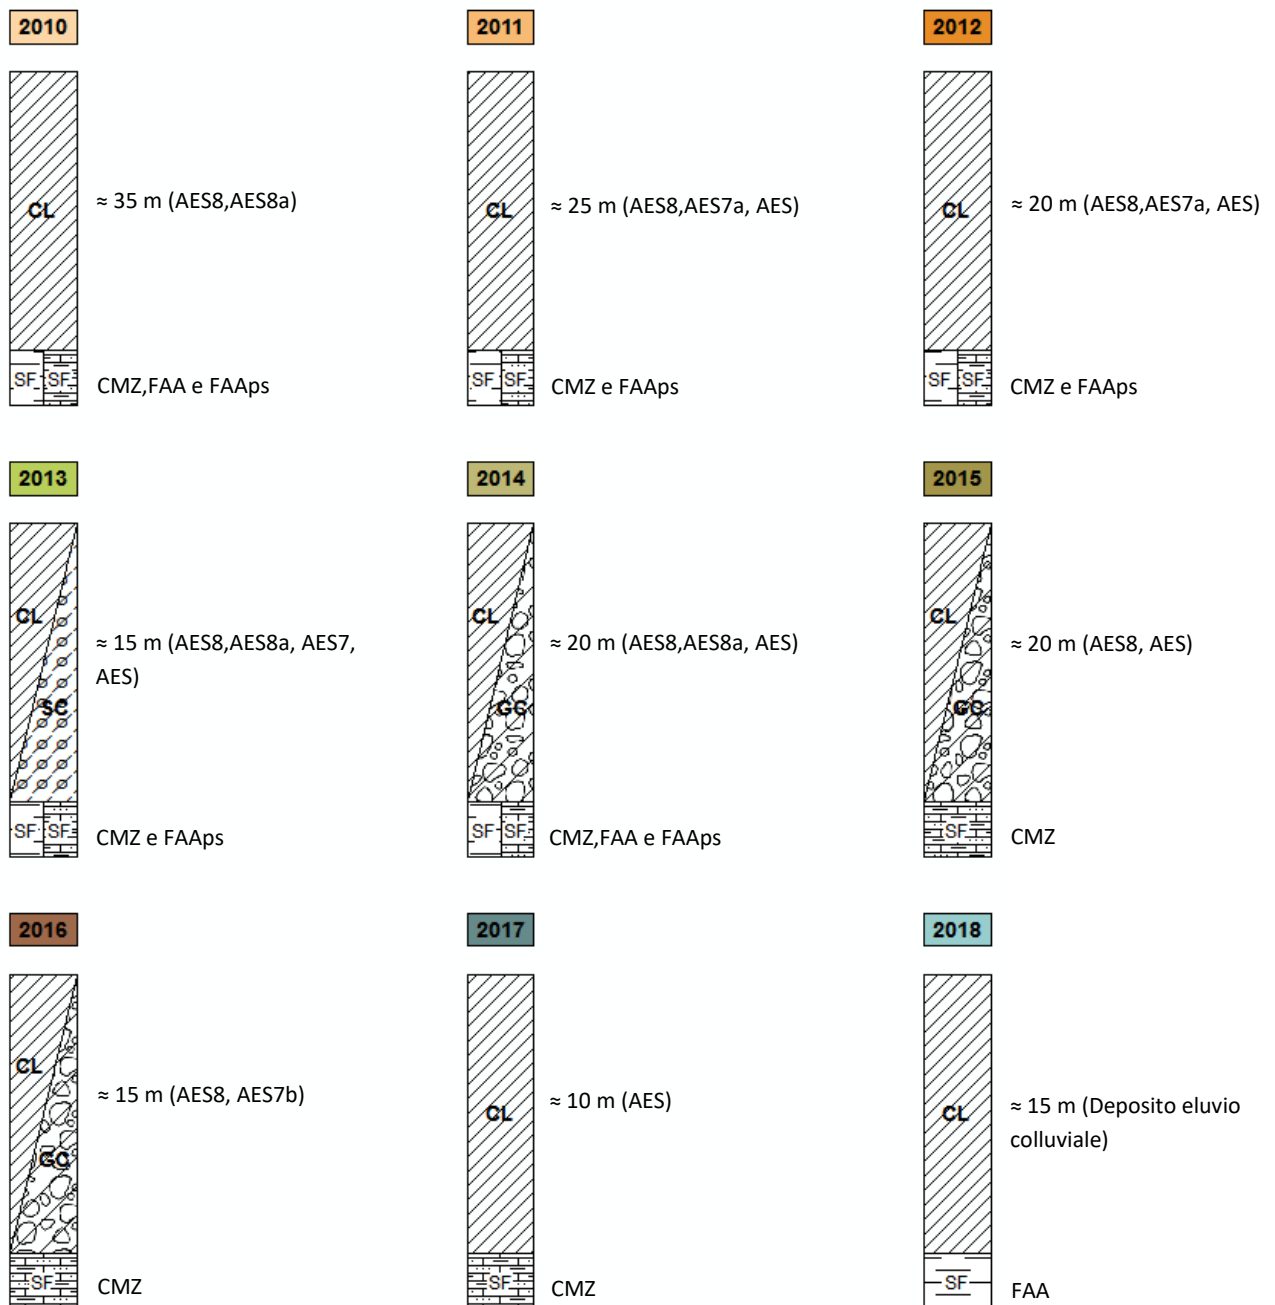 2010 2011 2012
CL ≈ 35 m (AES8,AES8a) CL ≈ 25 m (AES8,AES7a, AES) CL ≈ 20 m (AES8,AES7a, AES)
SF SF CMZ,FAA e FAAps SF SF CMZ e FAAps SF SF CMZ e FAAps
2013 2014 2015
CL CL CL
≈ 15 m (AES8,AES8a, AES7, ≈ 20 m (AES8,AES8a, AES) ≈ 20 m (AES8, AES)
AES)
SC GC GC
SF SF CMZ e FAAps SF SF CMZ,FAA e FAAps SF CMZ
2016 2017 2018
CL
≈ 15 m (AES8, AES7b) CL ≈ 10 m (AES) CL ≈ 15 m (Deposito eluvio
colluviale)
GC
SF CMZ SF CMZ SF FAA